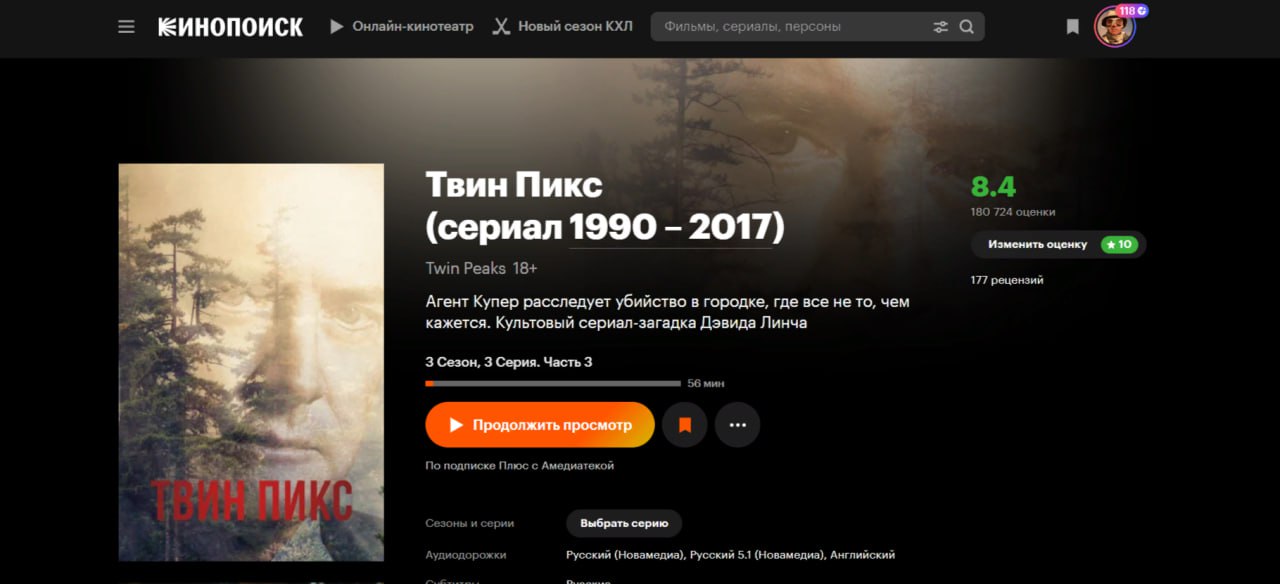 КИНОПОИСК
Онлайн-кинотеатр
Новый сезон КХЛ
Фильмы, сериалы, персоны
118
Твин Пикс
(сериал 1990 – 2017)
8.4
180 724 оценки
Изменить оценку
10
177 рецензий
Twin Peaks 18+
Агент Купер расследует убийство в городке, где все не то, чем
кажется. Культовый сериал-загадка Дэвида Линча
3 Сезон, 3 Серия. Часть 3
56 мин
Продолжить просмотр
По подписке Плюс с Амедиатекой
ТВИН ПИКС
Сезоны и серии
Выбрать серию
Аудиодорожки
Русский (Новамедиа), Русский 5.1 (Новамедиа), Английский
Субтитры
Русские